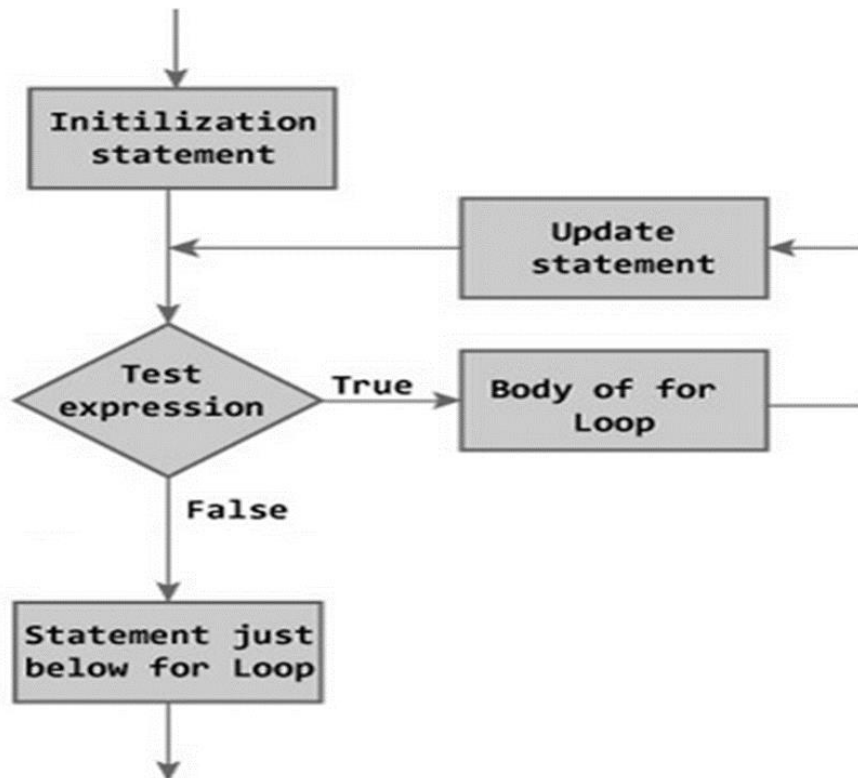 Initilization
statement
Update
statement
Test
expression
True
Body of for
Loop
False
Statement just
below for Loop